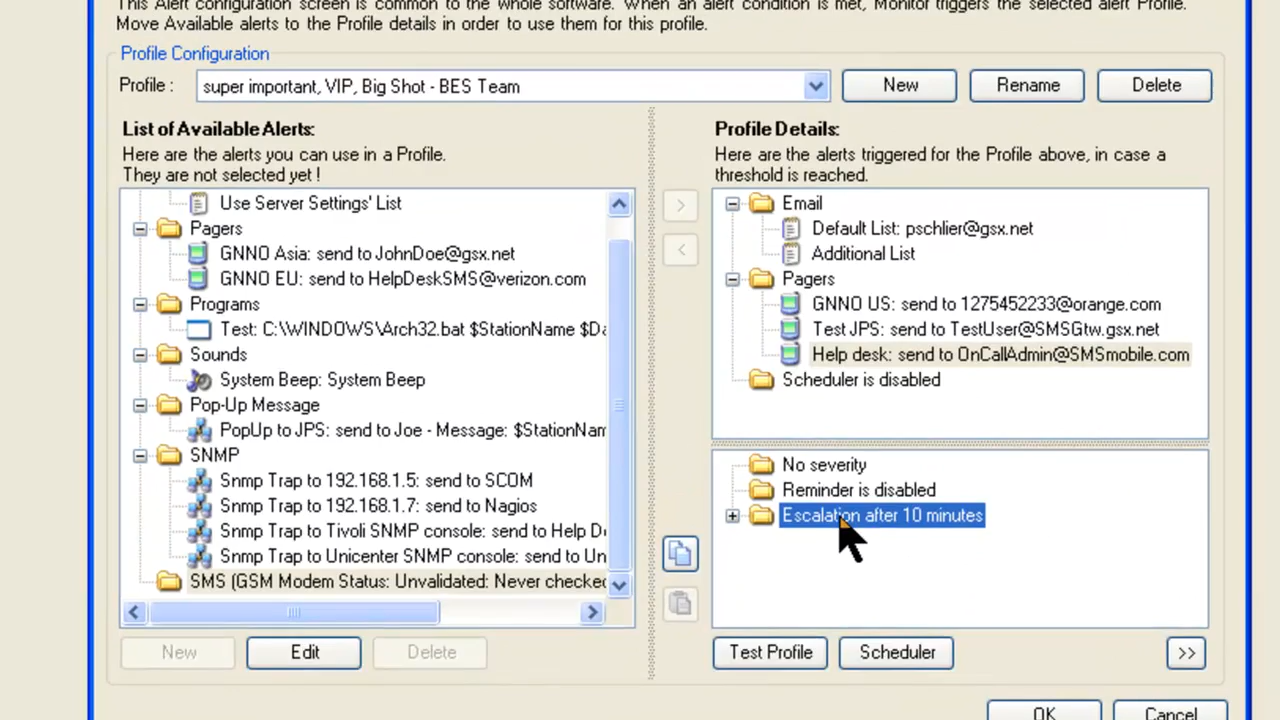 This Alert configuration screen is common to the whole software. When an alert condition is met, Monitor triggers the selected alert Profile.
Move Available alerts to the Profile details in order to use them for this profile.
Profile Configuration
Profile :
super important, VIP, Big Shot - BES Team
New
Rename
Delete
List of Available Alerts:
Here are the alerts you can use in a Profile.
They are not selected yet !
Use Server Settings' List
Pagers
GNNO Asia: send to JohnDoe@gsx.net
GNNO EU: send to HelpDeskSMS@verizon.com
Programs
Test: C:\WINDOWS\Arch32.bat $StationName $Da
Sounds
System Beep: System Beep
Pop-Up Message
PopUp to JPS: send to Joe - Message: $StationNam
SNMP
Snmp Trap to 192.168.1.5: send to SCOM
Snmp Trap to 192.168.1.7: send to Nagios
Snmp Trap to Tivoli SNMP console: send to Help D
Snmp Trap to Unicenter SNMP console: send to Un
SMS (GSM Modem Status: Unvalidated: Never checked
New
Edit
Delete
>
<
Profile Details:
Here are the alerts triggered for the Profile above, in case a
threshold is reached.
Email
Default List: pschlier@gsx.net
Additional List
Pagers
GNNO US: send to 1275452233@orange.com
Test JPS: send to TestUser@SMSGtw.gsx.net
Help desk: send to OnCallAdmin@SMSmobile.com
Scheduler is disabled
No severity
Reminder is disabled
Escalation after 10 minutes
Test Profile
Scheduler
>>
OK
Cancel